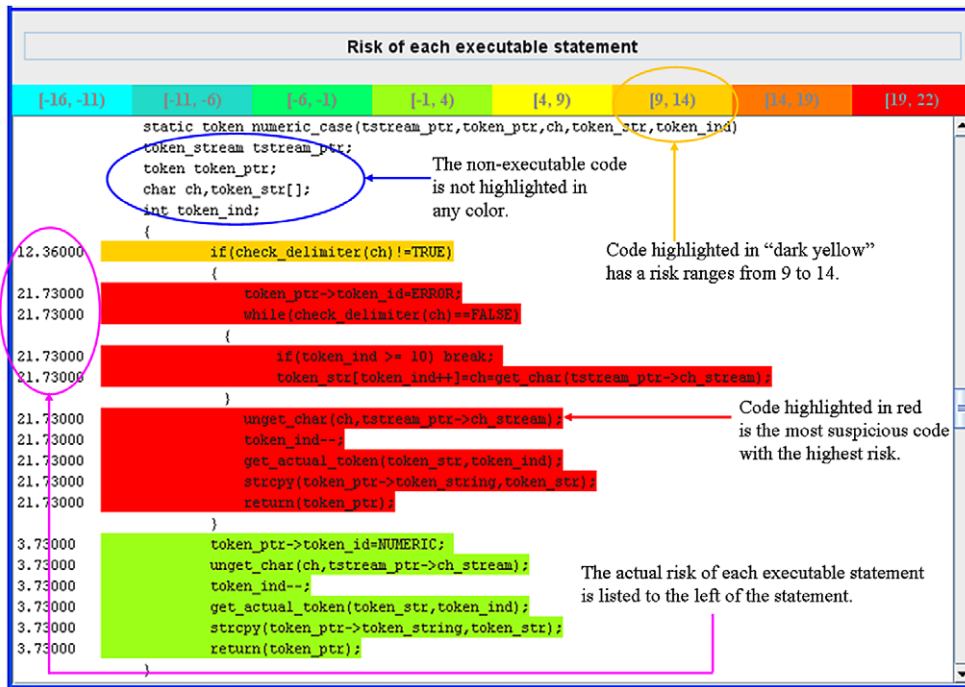 Risk of each executable statement
[-16, -11) [-11, -6) [-6, -1) [-1, 4) [4, 9) [9, 14) [14, 19) [19, 22)
static token numeric_case(tstream_ptr,token_ptr,ch,token_str,token_ind)
token_stream tstream_ptr;
token token_ptr;
char ch,token_str[];
int token_ind;
The non-executable code
is not highlighted in
any color.
{
12.36000 if(check_delimiter(ch)!=TRUE)
Code highlighted in “dark yellow”
has a risk ranges from 9 to 14.
{
21.73000 token_ptr->token_id=ERROR;
21.73000 while(check_delimiter(ch)==FALSE)
{
21.73000 if(token_ind >= 10) break;
21.73000 token_str[token_ind++]=ch=get_char(tstream_ptr->ch_stream);
}
21.73000 unget_char(ch,tstream_ptr->ch_stream);
21.73000 token_ind--;
21.73000 get_actual_token(token_str,token_ind);
21.73000 strcpy(token_ptr->token_string,token_str);
21.73000 return(token_ptr);
Code highlighted in red
is the most suspicious code
with the highest risk.
}
3.73000 token_ptr->token_id=NUMERIC;
3.73000 unget_char(ch,tstream_ptr->ch_stream);
3.73000 token_ind--;
3.73000 get_actual_token(token_str,token_ind);
3.73000 strcpy(token_ptr->token_string,token_str);
3.73000 return(token_ptr);
The actual risk of each executable statement
is listed to the left of the statement.
}